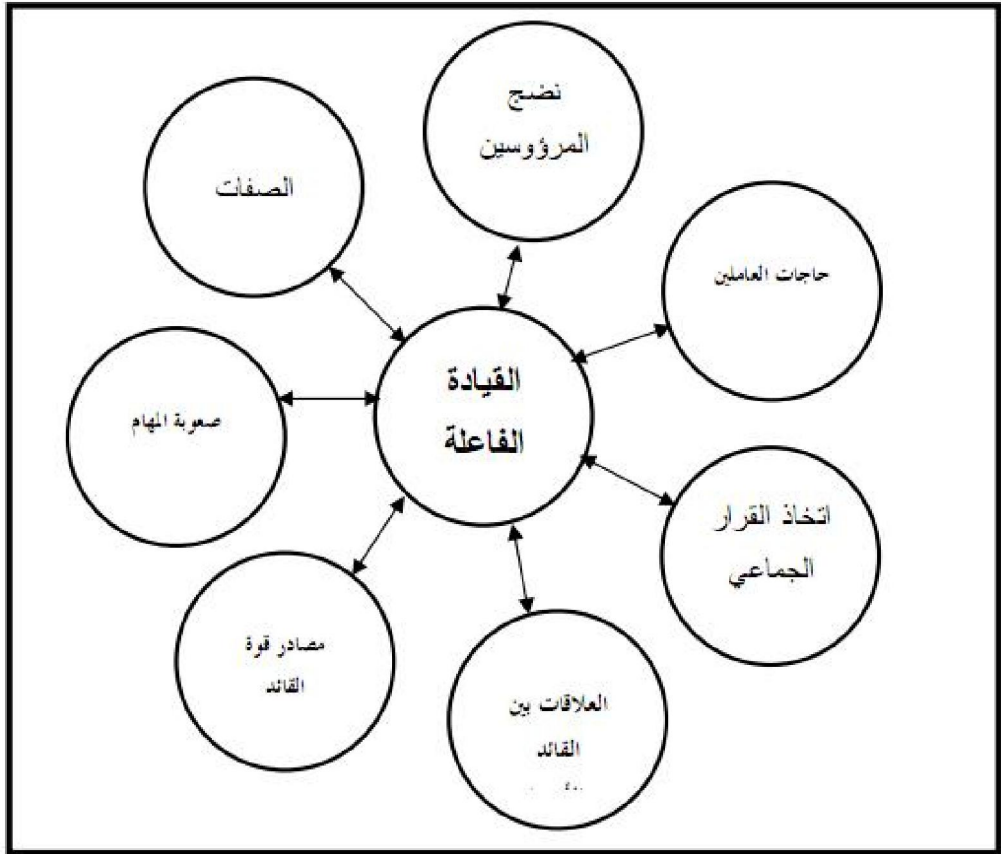 نضج
المرؤوسين
الصفات
حاجات العاملين
القيادة
الفاعلة
صعوبة المهام
اتخاذ القرار
الجماعي
مصادر قوة
القائد
العلاقات بين
القائد